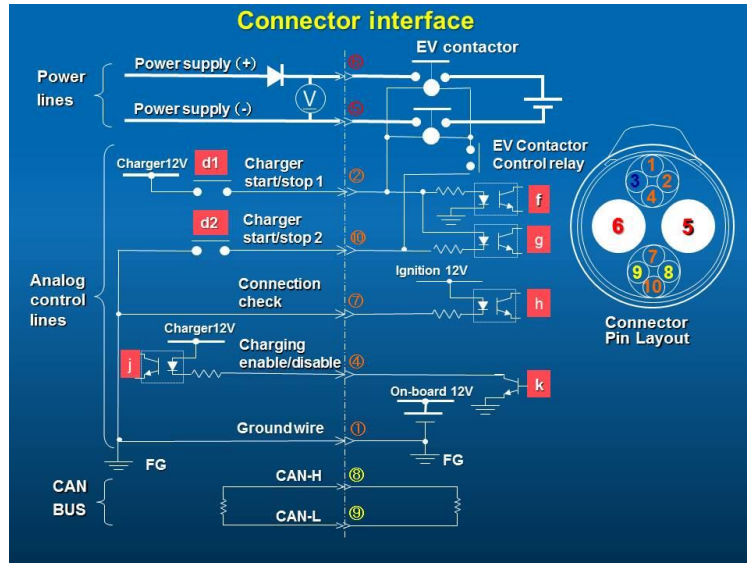 Connector interface
EV contactor
Power lines
Power supply (+)
Power supply (-)
V
EV Contactor
Control relay
Charger12V
d1
Charger
start/stop 1
②
f
d2
Charger
start/stop 2
⑩
g
Analog
control
lines
Ignition 12V
Connection
check
⑦
h
Charger12V
j
Charging
enable/disable
④
k
On-board 12V
Ground wire
①
FG
FG
CAN
BUS
CAN-H
⑧
CAN-L
⑨
1
3
2
4
6
5
7
9
8
10
Connector
Pin Layout